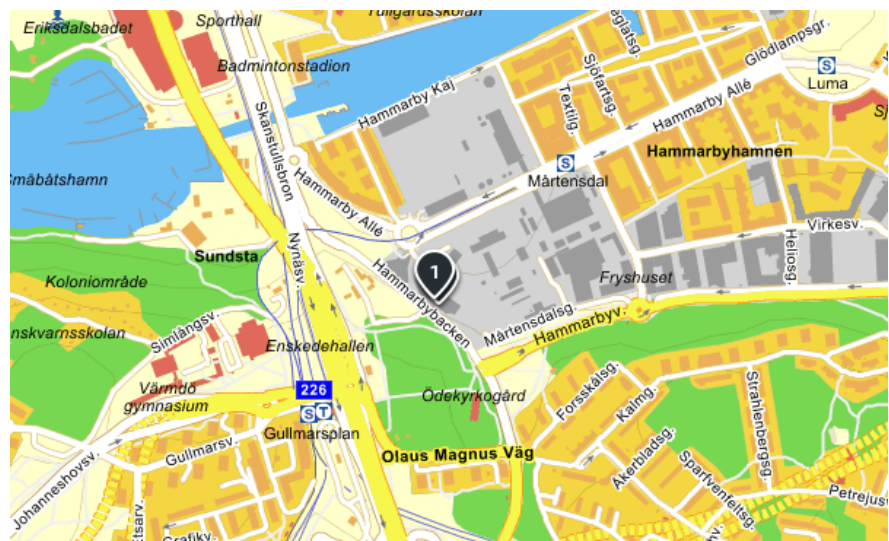 Tullgårdsskolan
Sporthall
Eriksdalsbadet
Badmintonstadion
Glödlampsgr.
Sjöfartsg.
Textilg.
Luma
S
Hammarby Kaj
Hammarby Allé
Skanstullsbron
Hammarbyhamnen
S
Mårtensdal
Småbåtshamn
Hammarby Allé
Virkesv.
Heliosg.
Sundsta
Nynäsv.
Hammarbybacken
1
Fryshuset
Koloniområde
Mårtensdalsg.
Hammarbyv.
Simlångsv.
Enskedehallen
nskvarnsskolan
Värmdö
gymnasium
226
Ödekyrkogård
Forsskålsg.
Kalmg.
Strahlenbergsg.
S T
Gullmarsplan
Gullmarsv.
Olaus Magnus Väg
Åkerbladsg.
Sparfvenfeltsg.
Petrejusv
Johanneshovsv.
Grafikv.